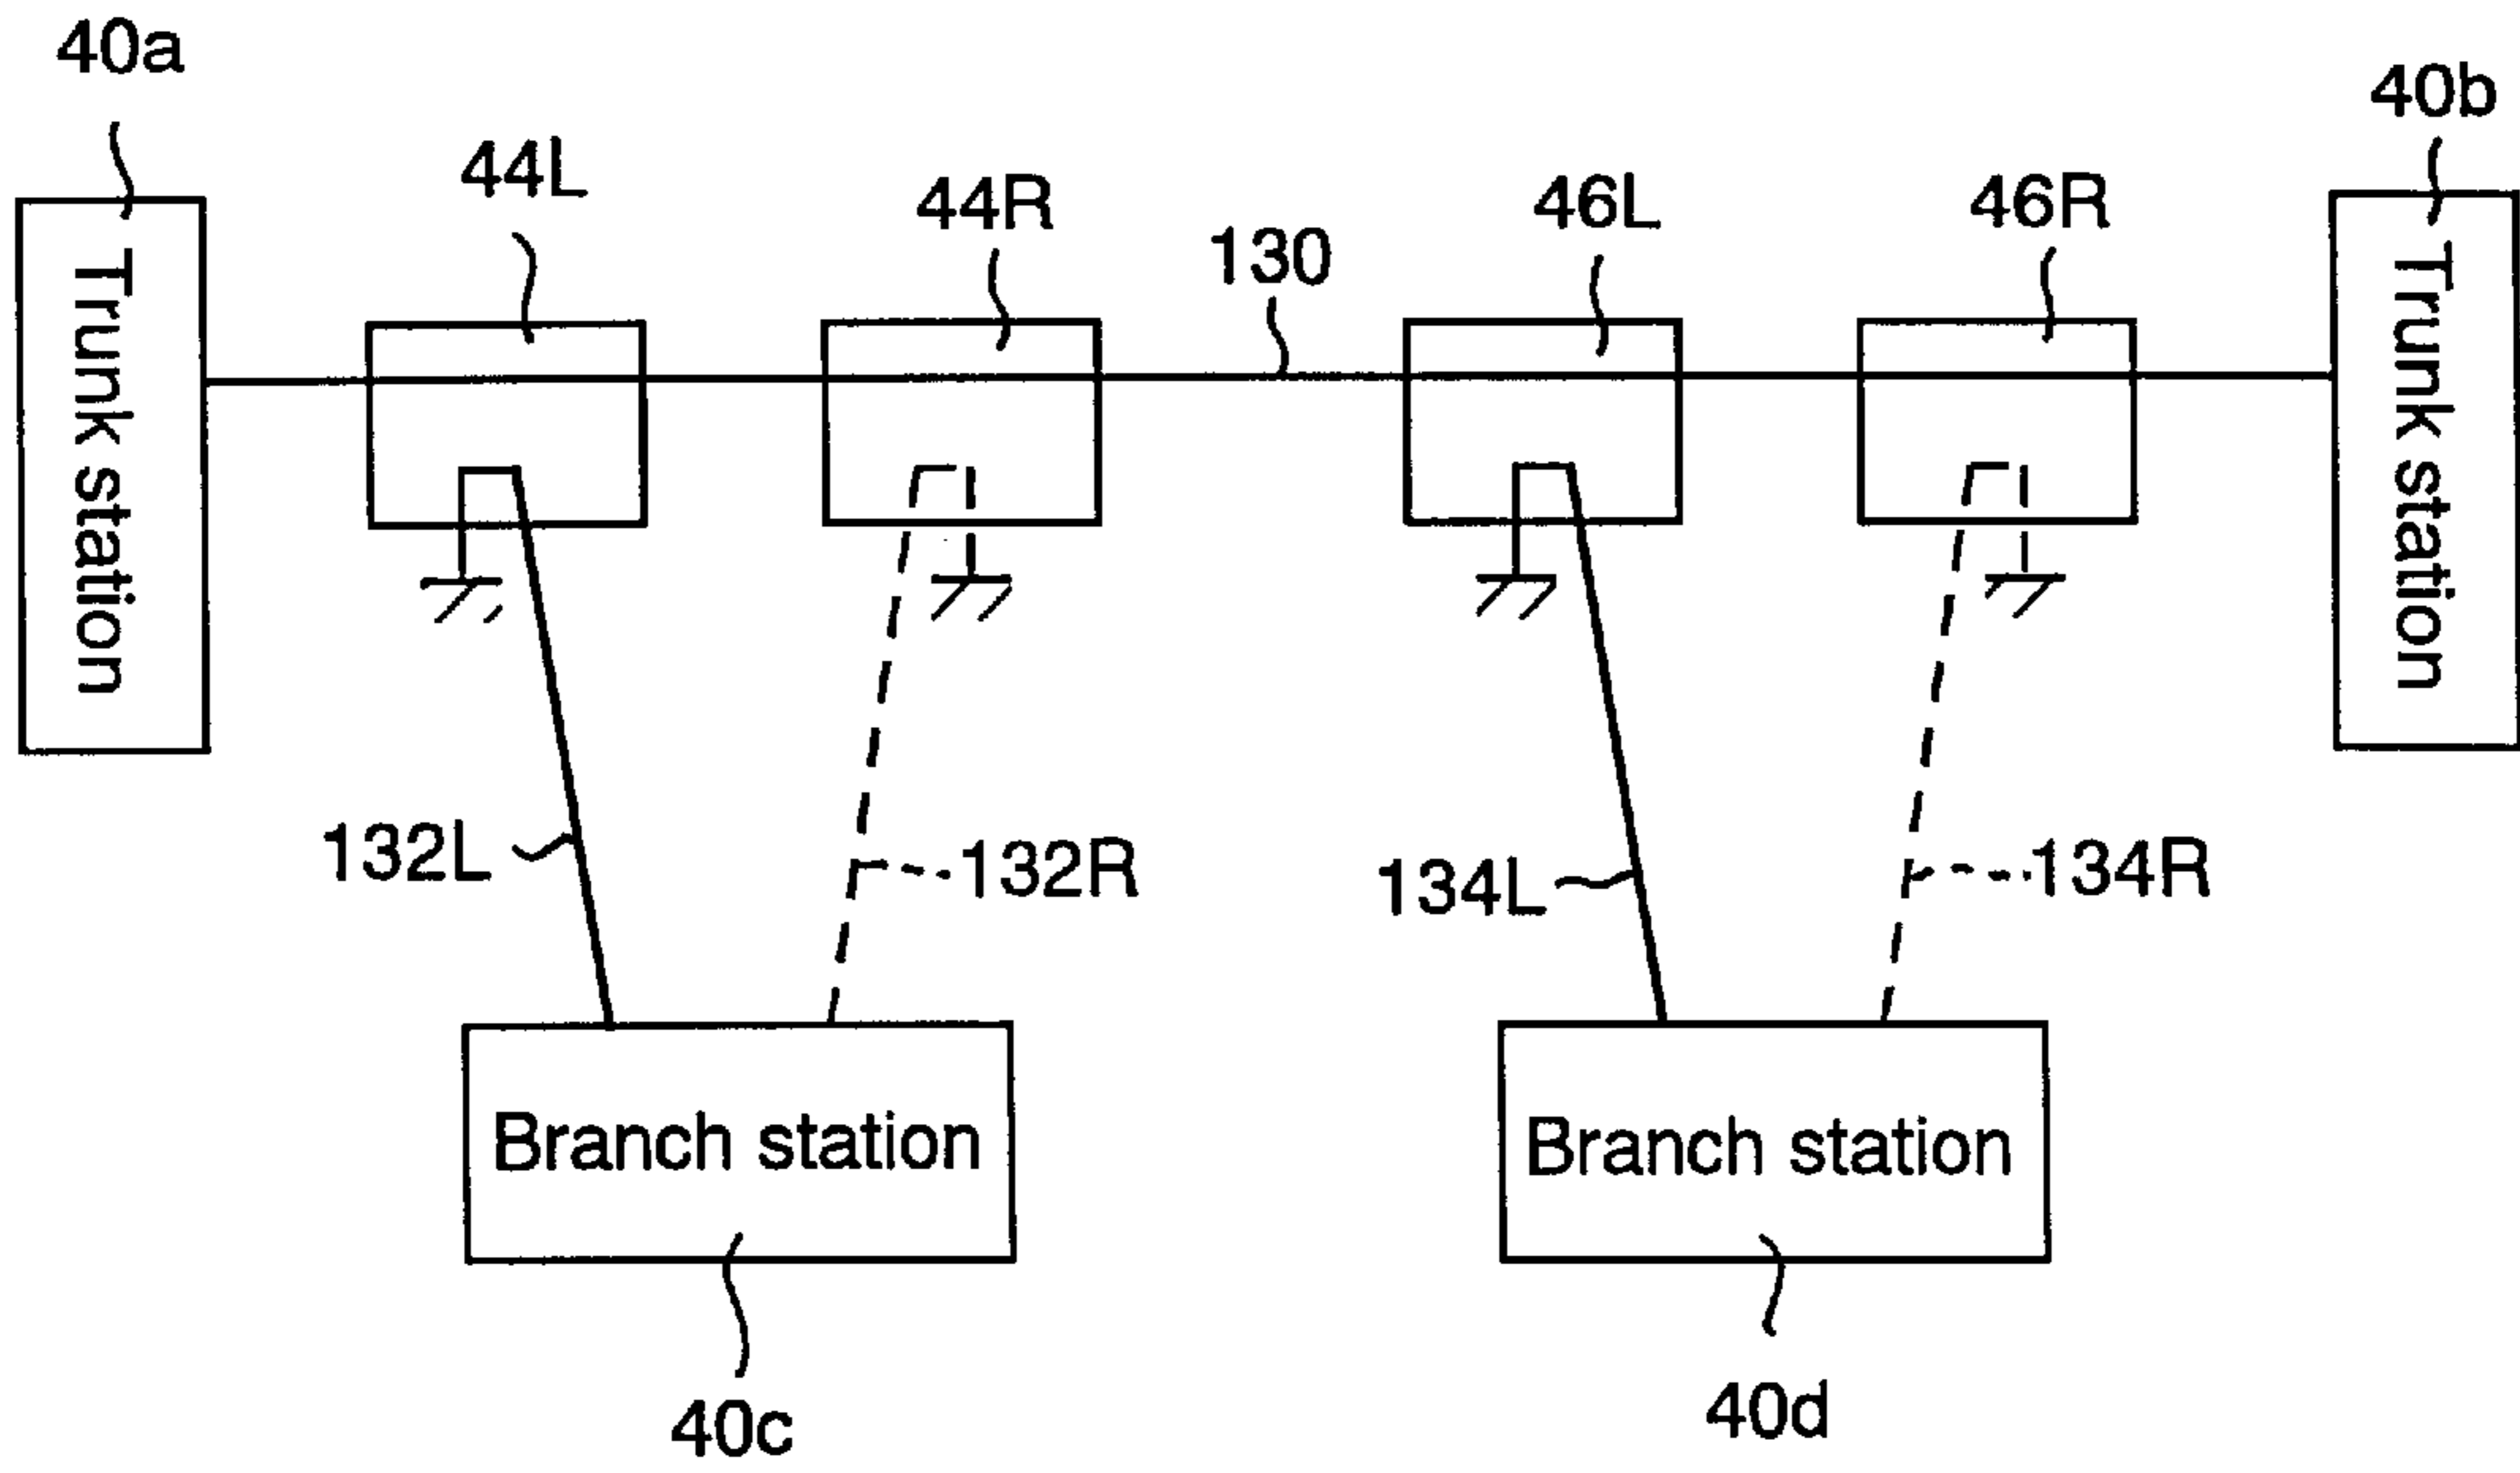 40a
40b
44L
44R
46L
46R
130
Trunk station
Trunk station
132L
132R
134L
134R
Branch station
Branch station
40c
40d